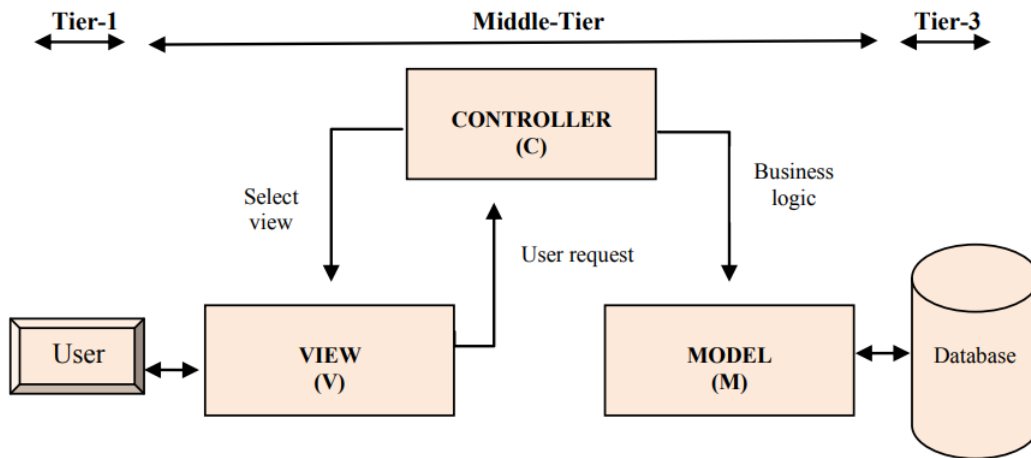 Tier-1
Middle-Tier
Tier-3
CONTROLLER
(C)
Select
view
Business
logic
User request
User
VIEW
(V)
MODEL
(M)
Database